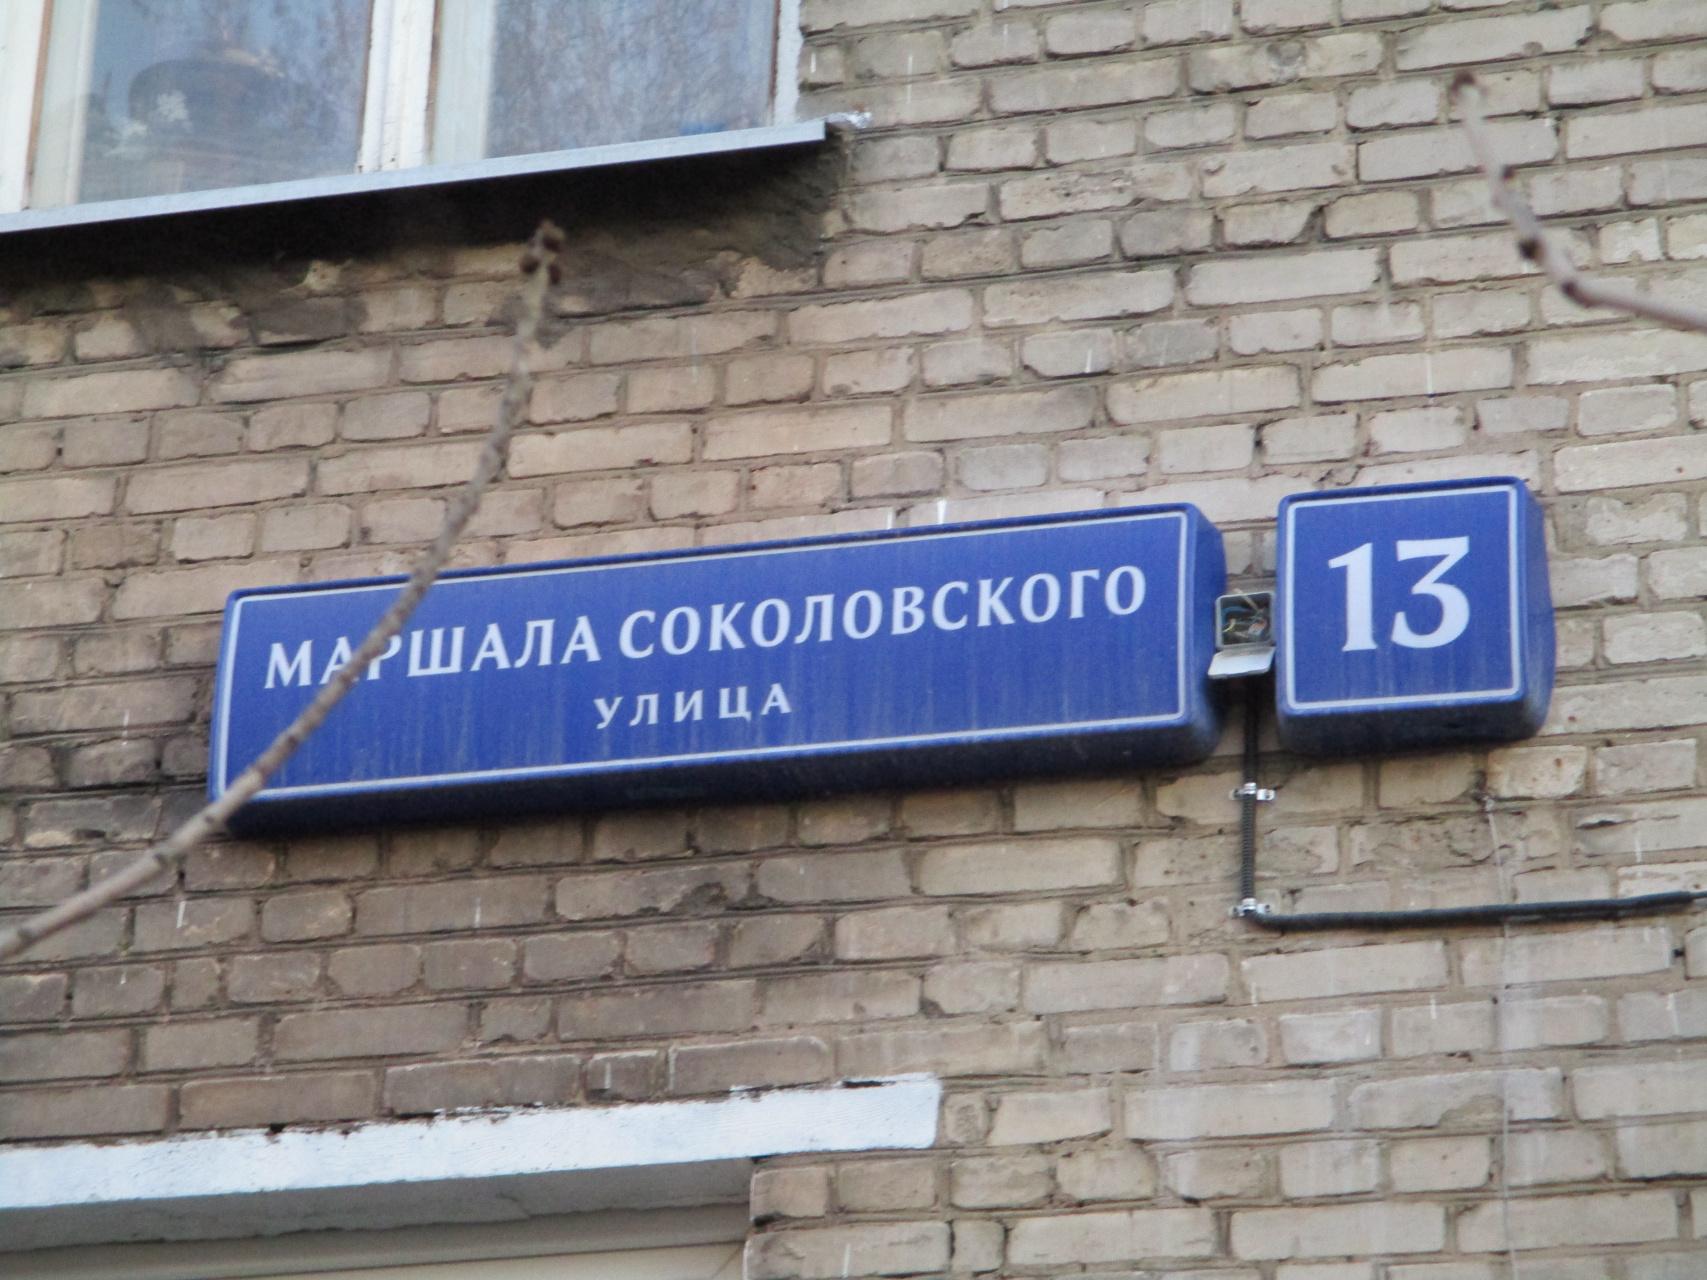 МАРШАЛА СОКОЛОВСКОГО
УЛИЦА
13